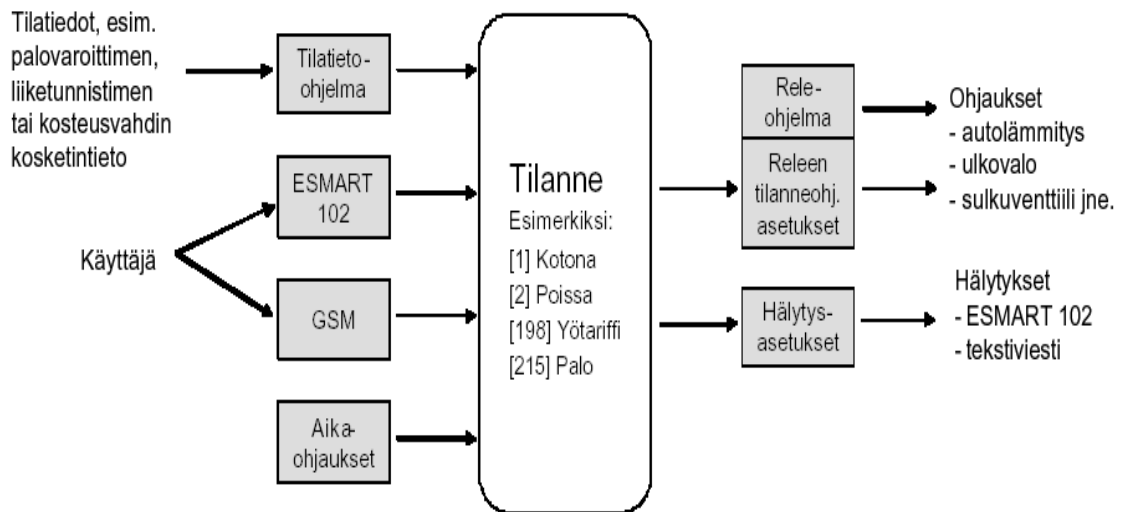 Tilatiedot, esim.
palovaroittimen,
liiketunnistimen
tai kosteusvahdin
kosketintieto
Käyttäjä
Tilatieto-
ohjelma
ESMART
102
GSM
Aika-
ohjaukset
Tilanne
Esimerkiksi:
[1] Kotona
[2] Poissa
[198] Yötariffi
[215] Palo
Rele-
ohjelma
Releen
tilanneohj.
asetukset
Hälytys-
asetukset
Ohjaukset
- autolämmitys
- ulkovalo
- sulkuventtiili jne.
Hälytykset
- ESMART 102
- tekstiviesti